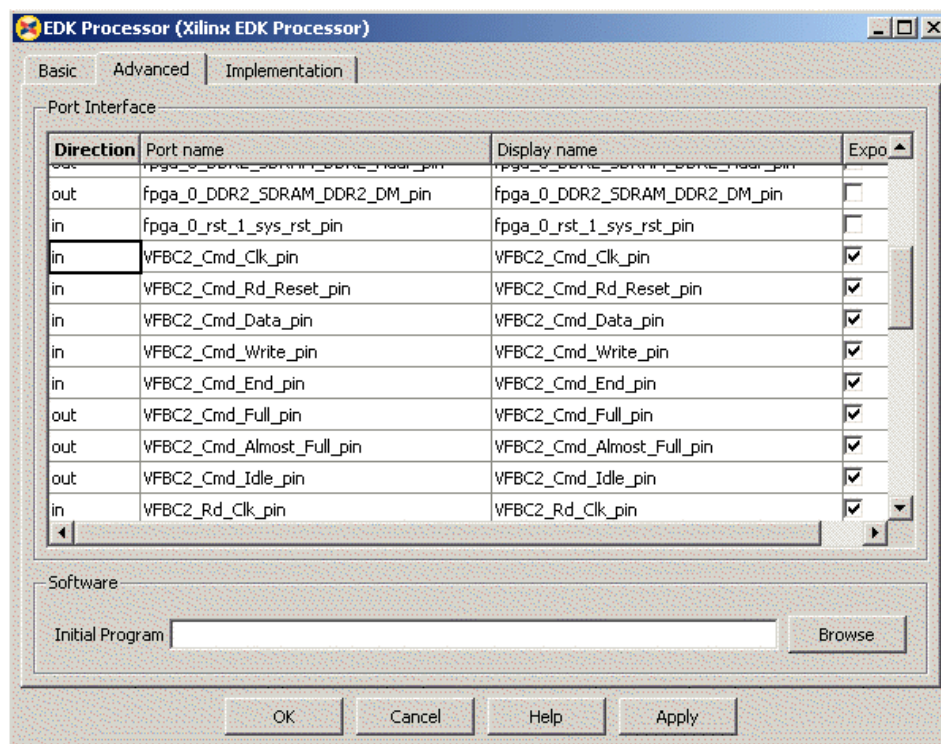 EDK Processor (Xilinx EDK Processor)
Basic Advanced Implementation
Port Interface
Direction Port name Display name Expo
out fpga_0_DDR2_SDRAM_DDR2_Addr_pin fpga_0_DDR2_SDRAM_DDR2_Addr_pin
out fpga_0_DDR2_SDRAM_DDR2_DM_pin fpga_0_DDR2_SDRAM_DDR2_DM_pin
in fpga_0_rst_1_sys_rst_pin fpga_0_rst_1_sys_rst_pin
in VFBC2_Cmd_Clk_pin VFBC2_Cmd_Clk_pin
in VFBC2_Cmd_Rd_Reset_pin VFBC2_Cmd_Rd_Reset_pin
in VFBC2_Cmd_Data_pin VFBC2_Cmd_Data_pin
in VFBC2_Cmd_Write_pin VFBC2_Cmd_Write_pin
in VFBC2_Cmd_End_pin VFBC2_Cmd_End_pin
out VFBC2_Cmd_Full_pin VFBC2_Cmd_Full_pin
out VFBC2_Cmd_Almost_Full_pin VFBC2_Cmd_Almost_Full_pin
out VFBC2_Cmd_Idle_pin VFBC2_Cmd_Idle_pin
in VFBC2_Rd_Clk_pin VFBC2_Rd_Clk_pin
Software
Initial Program Browse
OK Cancel Help Apply